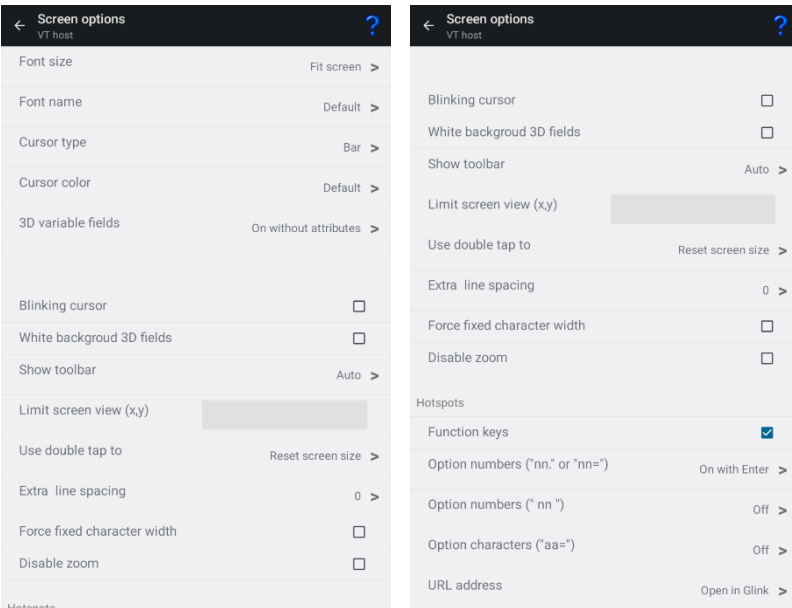 Screen options
VT host
?
Font size
Fit screen >
Font name
Default >
Cursor type
Bar >
Cursor color
Default >
3D variable fields
On without attributes >
Blinking cursor
White backgroud 3D fields
Show toolbar
Auto >
Limit screen view (x,y)
Use double tap to
Reset screen size >
Extra line spacing
0 >
Force fixed character width
Disable zoom
Hotspots
Screen options
VT host
?
Blinking cursor
White backgroud 3D fields
Show toolbar
Auto >
Limit screen view (x,y)
Use double tap to
Reset screen size >
Extra line spacing
0 >
Force fixed character width
Disable zoom
Hotspots
Function keys
Option numbers ("nn." or "nn=")
On with Enter >
Option numbers (" nn ")
Off >
Option characters ("aa=")
Off >
URL address
Open in Glink >